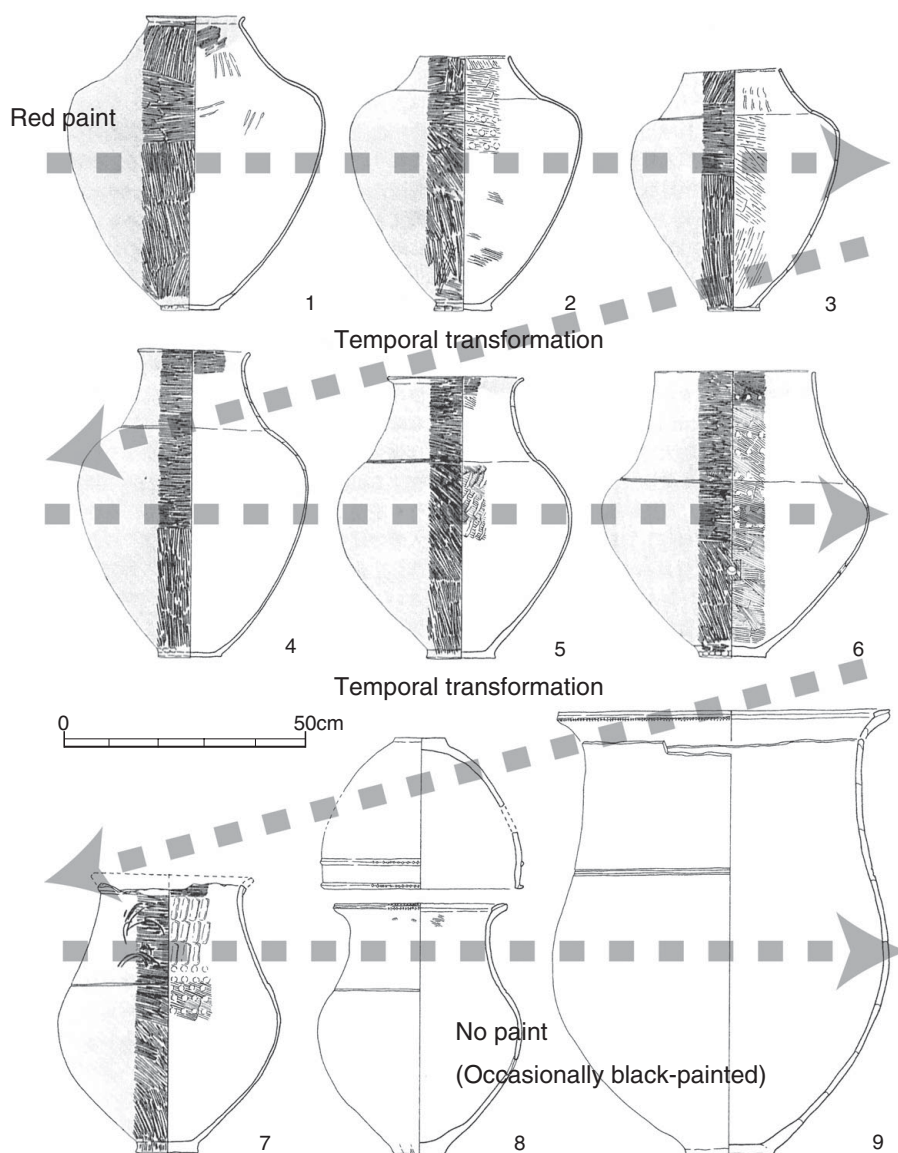 Red paint
1
2
3
Temporal transformation
4
5
6
Temporal transformation
0
50cm
No paint
(Occasionally black-painted)
7
8
9